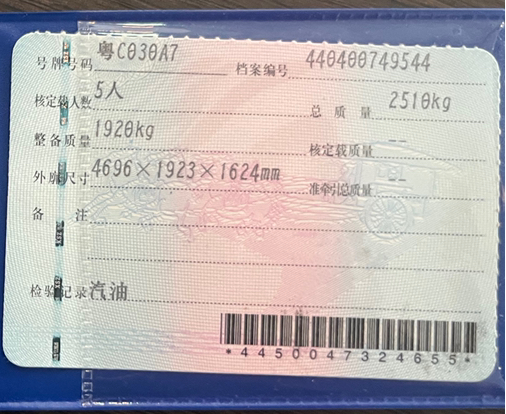 号牌号码 粤C030A7 档案编号 440400749544
核定载人数 5人 总质量 2510kg
整备质量 1920kg 核定载质量 --
外廓尺寸 4696×1923×1624mm 准牵引总质量 --
备注
检验记录 汽油
*4450047324655*